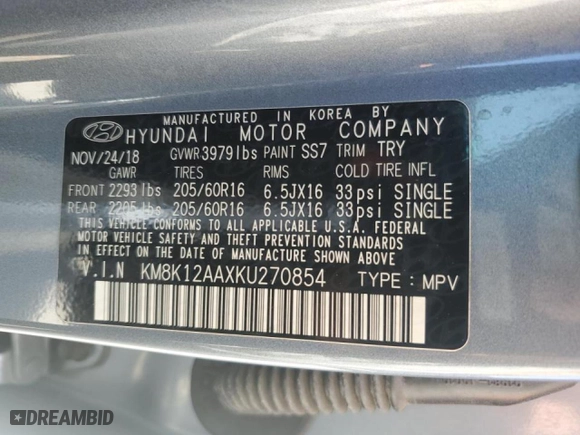 MANUFACTURED IN KOREA BY
HYUNDAI MOTOR COMPANY
NOV/24/18 GVWR 3979lbs PAINT SS7 TRIM TRY
GAWR TIRES RIMS COLD TIRE INFL
FRONT 2293lbs 205/60R16 6.5JX16 33psi SINGLE
REAR 2205lbs 205/60R16 6.5JX16 33psi SINGLE
THIS VEHICLE CONFORMS TO ALL APPLICABLE U.S.A. FEDERAL
MOTOR VEHICLE SAFETY, BUMPER, AND THEFT PREVENTION STANDARDS
IN EFFECT ON THE DATE OF MANUFACTURE SHOWN ABOVE.
V.I.N KM8K12AAXKU270854 TYPE : MPV
DREAMBID